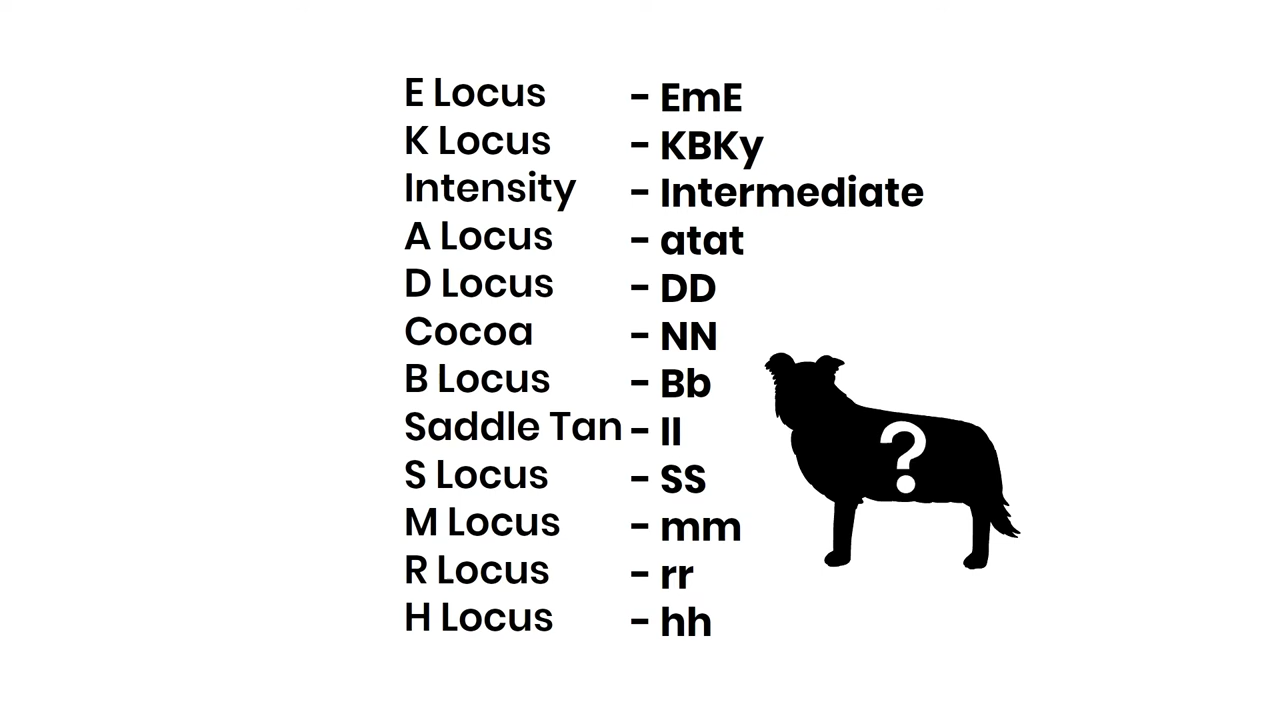 E Locus - EmE
K Locus - KBKy
Intensity - Intermediate
A Locus - atat
D Locus - DD
Cocoa - NN
B Locus - Bb
Saddle Tan - II
S Locus - SS
M Locus - mm
R Locus - rr
H Locus - hh
?